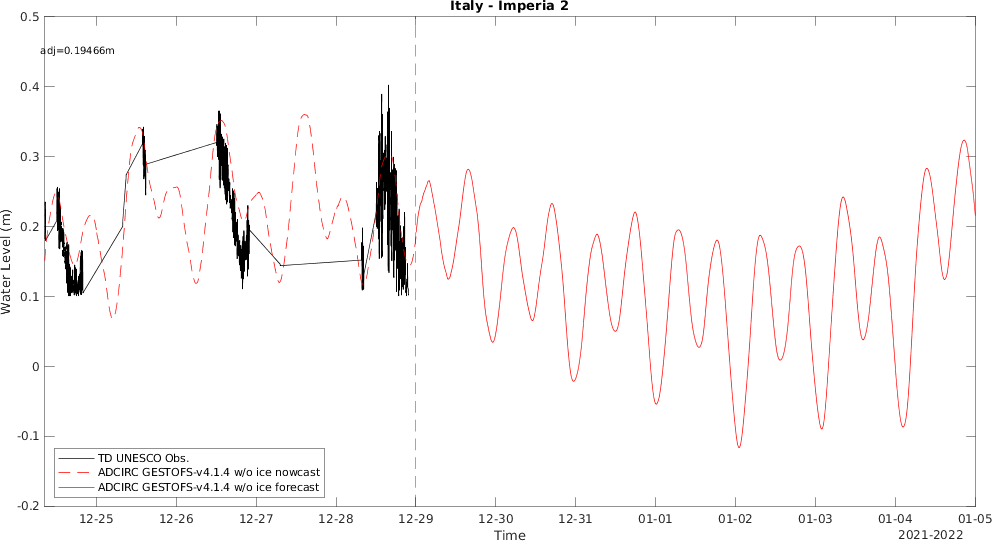 Italy - Imperia 2
adj=0.19466m
0.5
0.4
0.3
0.2
0.1
0
-0.1
-0.2
Water Level (m)
TD UNESCO Obs.
ADCIRC GESTOFS-v4.1.4 w/o ice nowcast
ADCIRC GESTOFS-v4.1.4 w/o ice forecast
12-25 12-26 12-27 12-28 12-29 12-30 12-31 01-01 01-02 01-03 01-04 01-05
Time
2021-2022